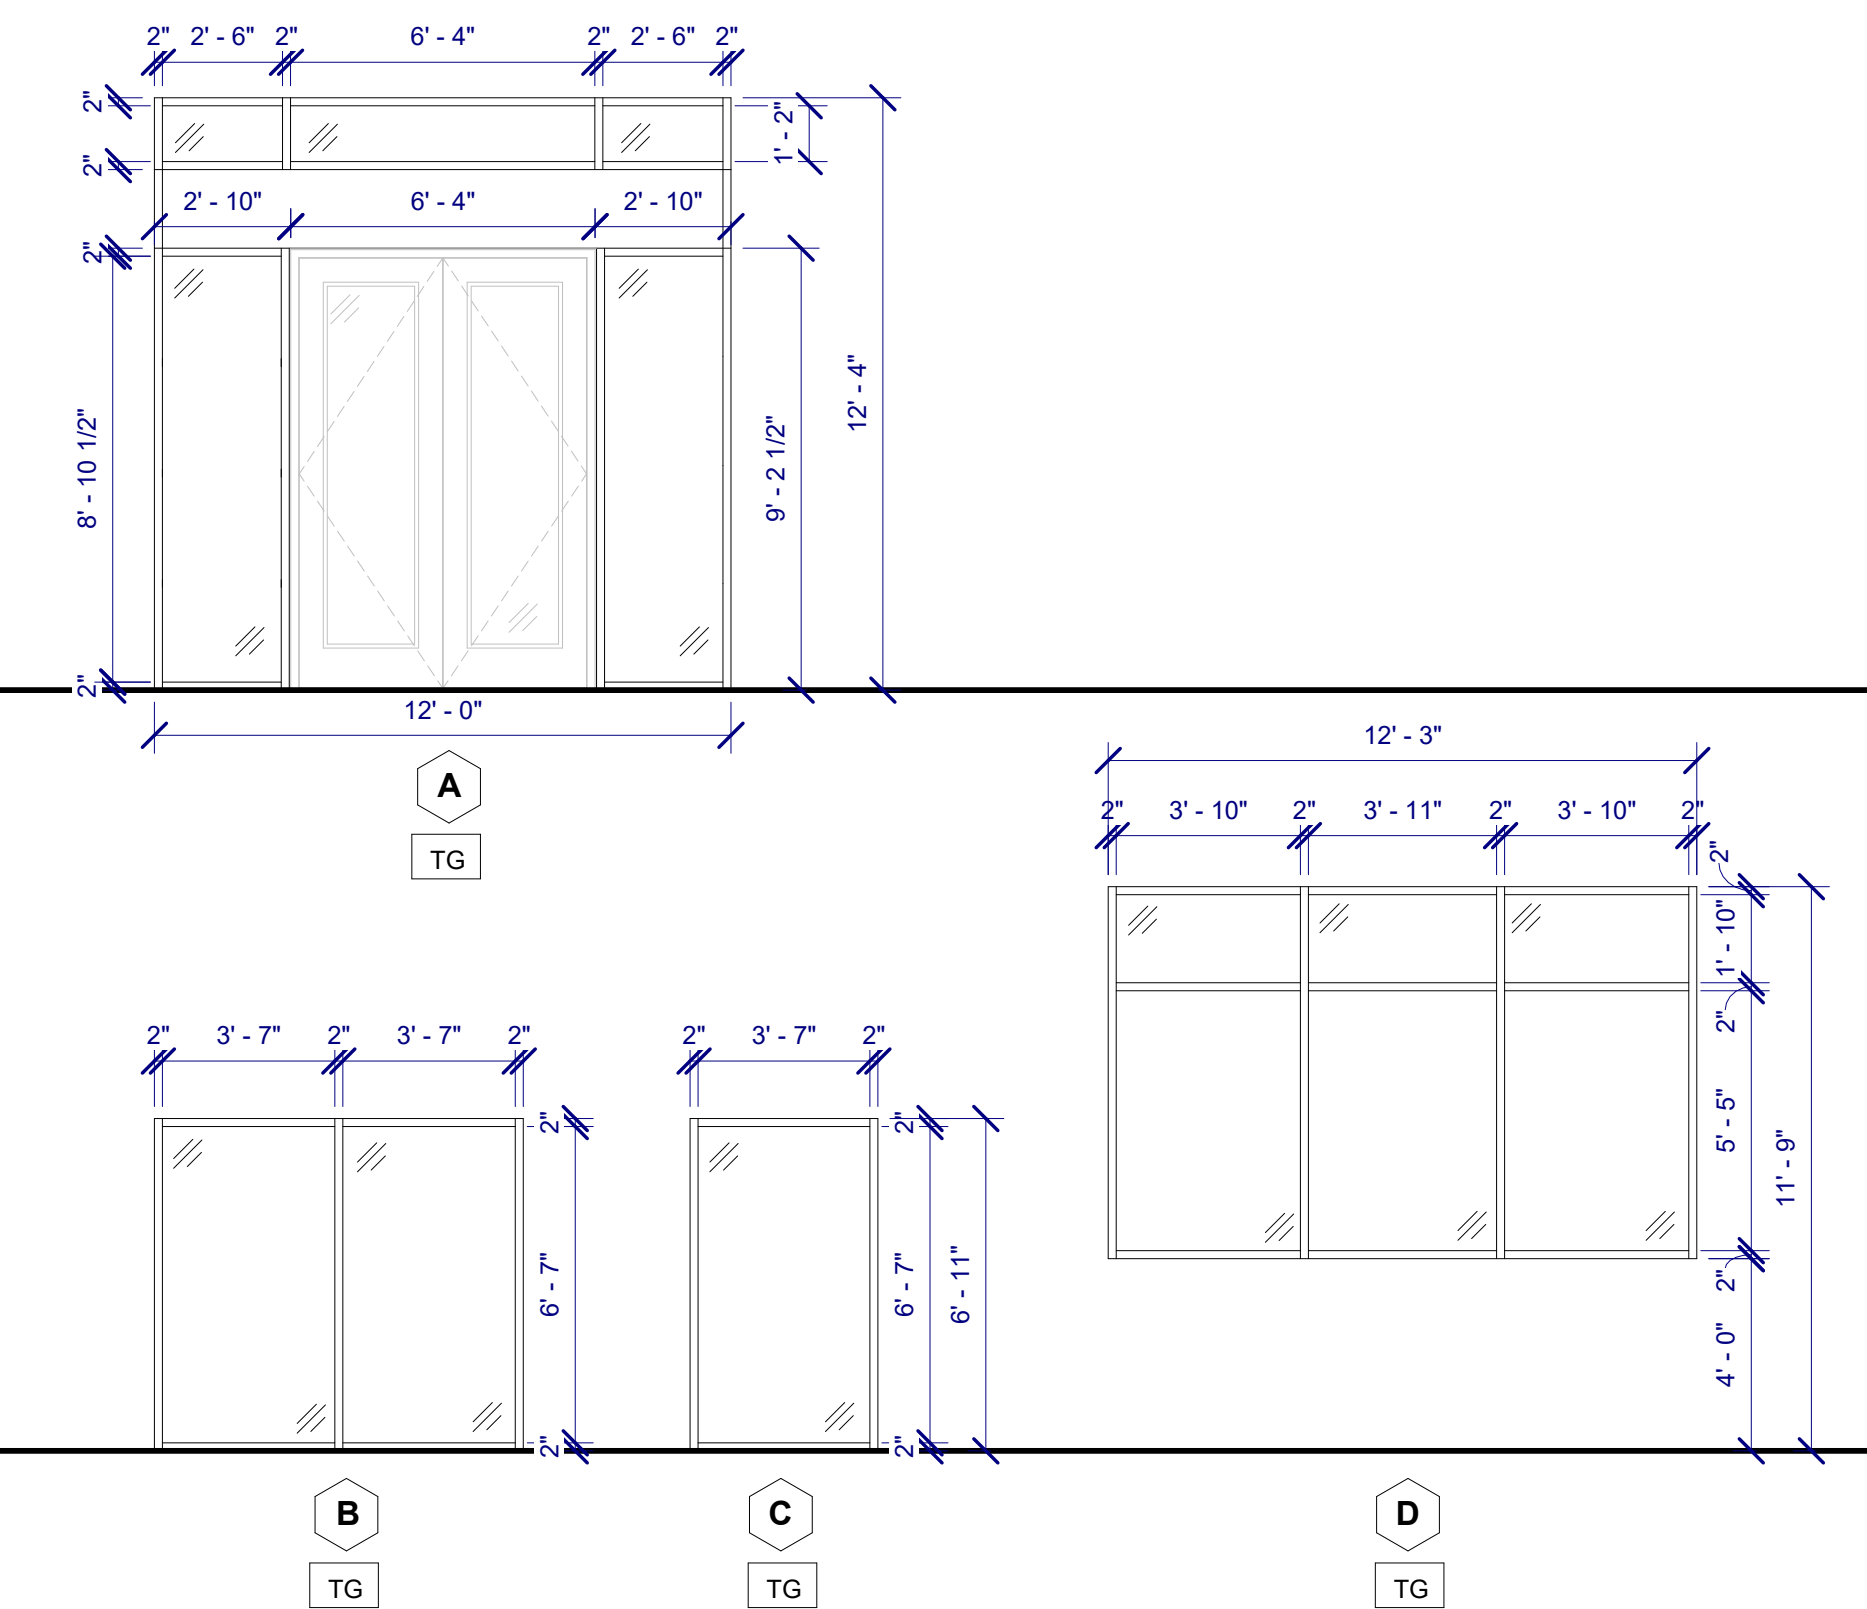 2" 2' - 6" 2" 6' - 4" 2" 2' - 6" 2"
2"
1' - 2"
2"
2' - 10" 6' - 4" 2' - 10"
2"
12' - 4"
8' - 10 1/2"
9' - 2 1/2"
2"
12' - 0"
A
TG
12' - 3"
2" 3' - 10" 2" 3' - 11" 2" 3' - 10" 2"
2"
1' - 10"
2"
5' - 5"
11' - 9"
2"
4' - 0"
2" 3' - 7" 2" 3' - 7" 2"
2"
6' - 7"
2"
2" 3' - 7" 2"
2"
6' - 7"
6' - 11"
2"
B
TG
C
TG
D
TG